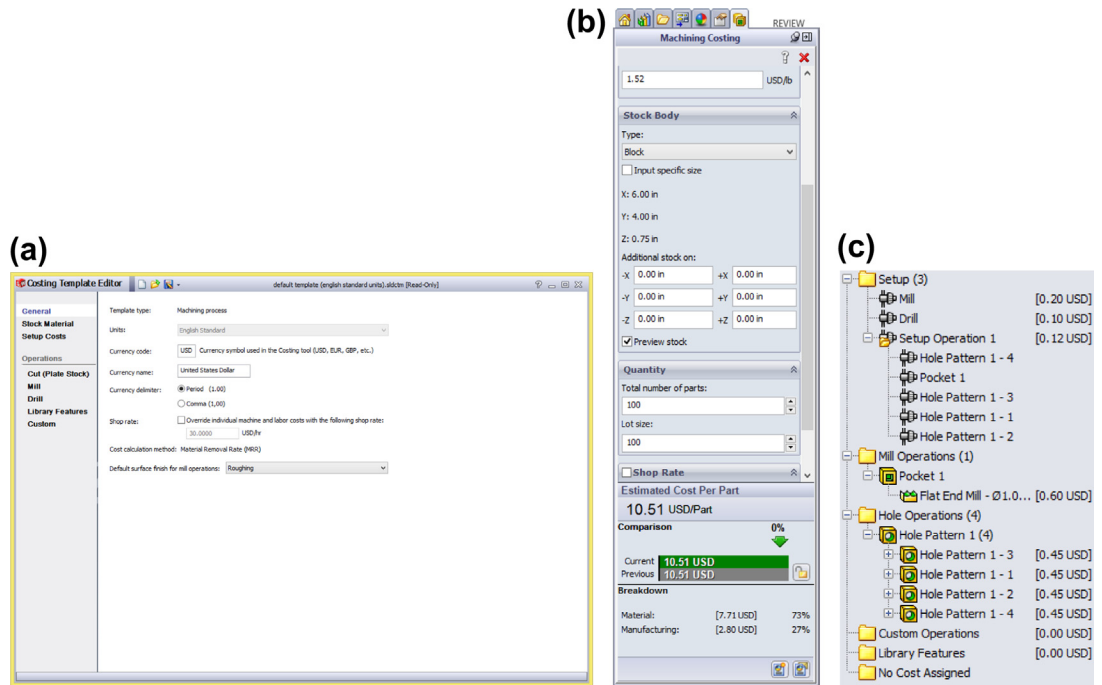 (a)
Costing Template Editor
default template (english standard units).sldctm [Read-Only]
General
Stock Material
Setup Costs
Operations
Cut (Plate Stock)
Mill
Drill
Library Features
Custom
Template type: Machining process
Units: English Standard
Currency code: USD Currency symbol used in the Costing tool (USD, EUR, GBP, etc.)
Currency name: United States Dollar
Currency delimiter: Period (1.00)
Comma (1,00)
Shop rate: Override individual machine and labor costs with the following shop rate:
30.0000 USD/hr
Cost calculation method: Material Removal Rate (MRR)
Default surface finish for mill operations: Roughing
(b)
REVIEW
Machining Costing
1.52 USD/lb
Stock Body
Type:
Block
Input specific size
X: 6.00 in
Y: 4.00 in
Z: 0.75 in
Additional stock on:
-X 0.00 in +X 0.00 in
-Y 0.00 in +Y 0.00 in
-Z 0.00 in +Z 0.00 in
Preview stock
Quantity
Total number of parts:
100
Lot size:
100
Shop Rate
Estimated Cost Per Part
10.51 USD/Part
Comparison 0%
Current 10.51 USD
Previous 10.51 USD
Breakdown
Material: [7.71 USD] 73%
Manufacturing: [2.80 USD] 27%
(c)
Setup (3)
Mill [0.20 USD]
Drill [0.10 USD]
Setup Operation 1 [0.12 USD]
Hole Pattern 1 - 4
Pocket 1
Hole Pattern 1 - 3
Hole Pattern 1 - 1
Hole Pattern 1 - 2
Mill Operations (1)
Pocket 1
Flat End Mill - Ø1.0... [0.60 USD]
Hole Operations (4)
Hole Pattern 1 (4)
Hole Pattern 1 - 3 [0.45 USD]
Hole Pattern 1 - 1 [0.45 USD]
Hole Pattern 1 - 2 [0.45 USD]
Hole Pattern 1 - 4 [0.45 USD]
Custom Operations [0.00 USD]
Library Features [0.00 USD]
No Cost Assigned